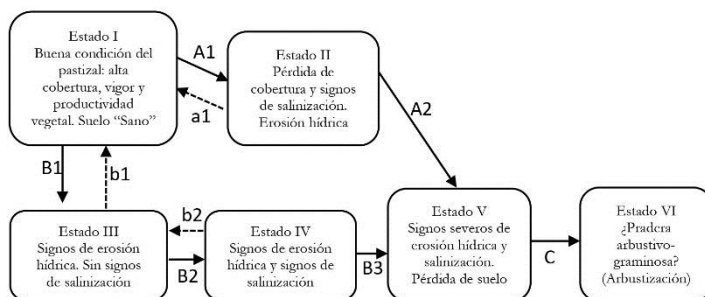 Estado I
Buena condición del
pastizal: alta
cobertura, vigor y
productividad
vegetal. Suelo “Sano”
A1
a1
Estado II
Pérdida de
cobertura y signos
de salinización.
Erosión hídrica
A2
B1
b1
Estado III
Signos de erosión
hídrica. Sin signos
de salinización
b2
B2
Estado IV
Signos de erosión
hídrica y signos de
salinización
B3
Estado V
Signos severos de
erosión hídrica y
salinización.
Pérdida de suelo
C
Estado VI
¿Pradera
arbustivo-
graminosa?
(Arbustización)